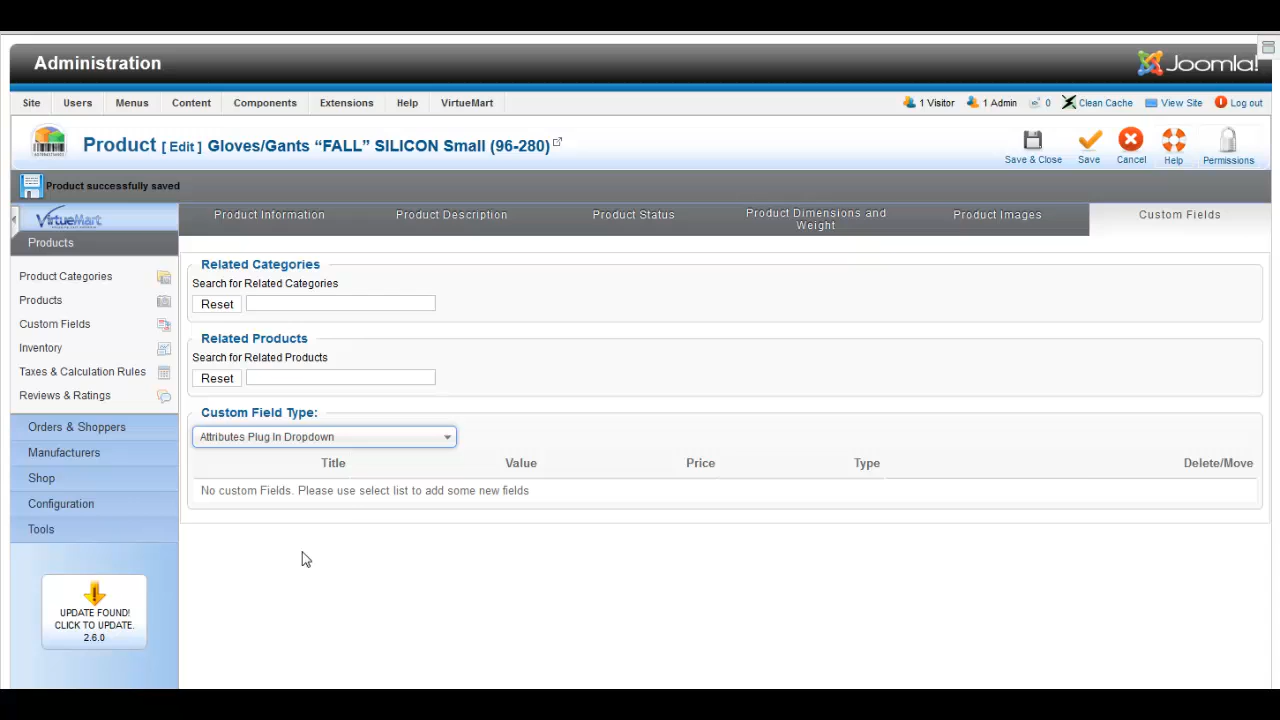 Administration
Joomla!
Site Users Menus Content Components Extensions Help VirtueMart
1 Visitor 1 Admin 0 Clean Cache View Site Log out
Product [ Edit ] Gloves/Gants “FALL” SILICON Small (96-280)
Save & Close Save Cancel Help Permissions
Product successfully saved
VirtueMart
Product Information Product Description Product Status Product Dimensions and Weight Product Images Custom Fields
Products
Product Categories
Products
Custom Fields
Inventory
Taxes & Calculation Rules
Reviews & Ratings
Orders & Shoppers
Manufacturers
Shop
Configuration
Tools
UPDATE FOUND!
CLICK TO UPDATE.
2.6.0
Related Categories
Search for Related Categories
Reset
Related Products
Search for Related Products
Reset
Custom Field Type:
Attributes Plug In Dropdown
Title Value Price Type Delete/Move
No custom Fields. Please use select list to add some new fields